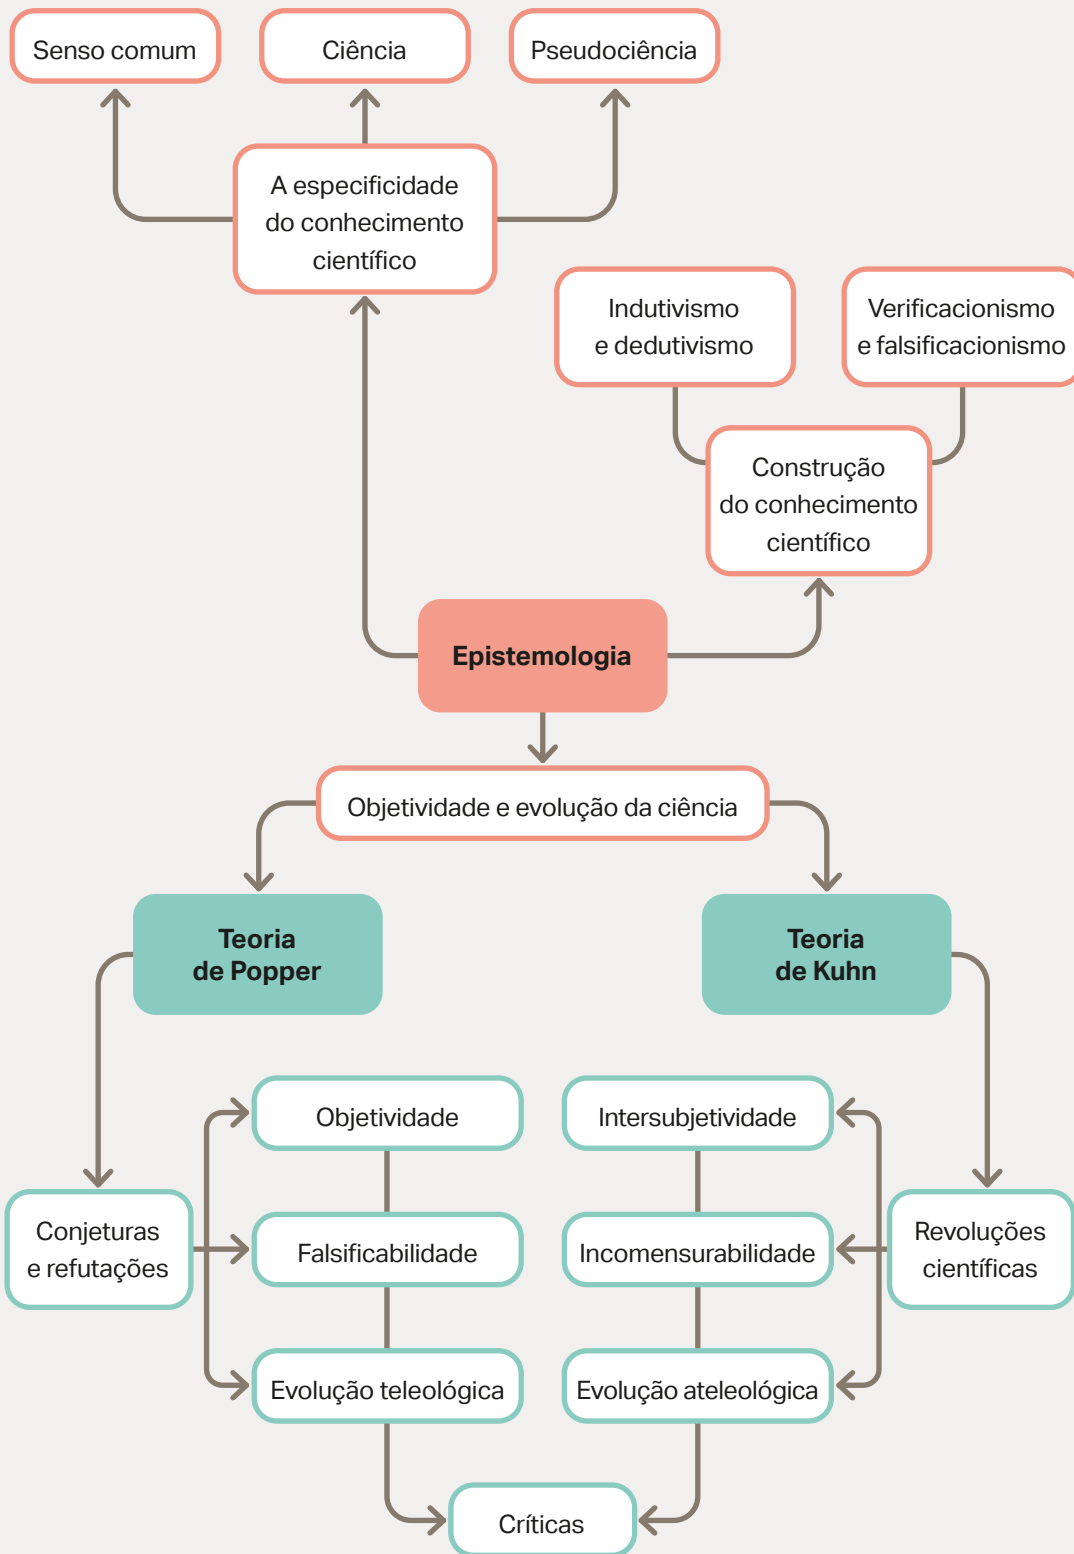 Senso comum
Ciência
Pseudociência
A especificidade
do conhecimento
científico
Indutivismo
e dedutivismo
Verificacionismo
e falsificacionismo
Construção
do conhecimento
científico
Epistemologia
Objetividade e evolução da ciência
Teoria
de Popper
Teoria
de Kuhn
Objetividade
Intersubjetividade
Conjeturas
e refutações
Falsificabilidade
Incomensurabilidade
Revoluções
científicas
Evolução teleológica
Evolução ateleológica
Críticas